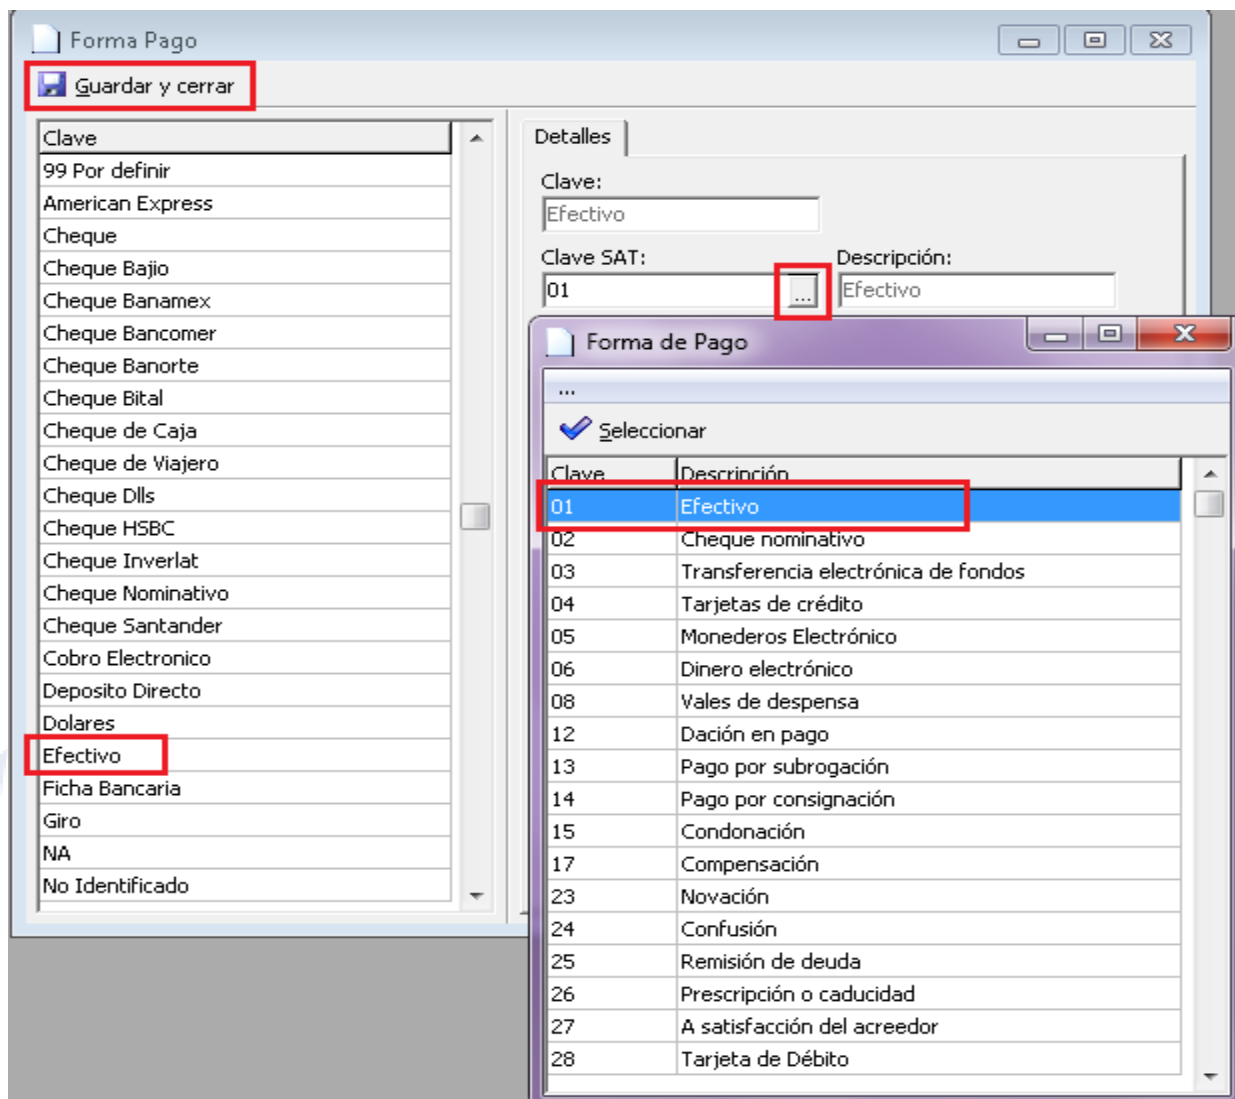 Forma Pago
Guardar y cerrar
Clave
99 Por definir
American Express
Cheque
Cheque Bajio
Cheque Banamex
Cheque Bancomer
Cheque Banorte
Cheque Bital
Cheque de Caja
Cheque de Viajero
Cheque Dlls
Cheque HSBC
Cheque Inverlat
Cheque Nominativo
Cheque Santander
Cobro Electronico
Deposito Directo
Dolares
Efectivo
Ficha Bancaria
Giro
NA
No Identificado
Detalles
Clave:
Efectivo
Clave SAT: Descripción:
01 ... Efectivo
Forma de Pago
...
Seleccionar
Clave Descripción
01 Efectivo
02 Cheque nominativo
03 Transferencia electrónica de fondos
04 Tarjetas de crédito
05 Monederos Electrónico
06 Dinero electrónico
08 Vales de despensa
12 Dación en pago
13 Pago por subrogación
14 Pago por consignación
15 Condonación
17 Compensación
23 Novación
24 Confusión
25 Remisión de deuda
26 Prescripción o caducidad
27 A satisfacción del acreedor
28 Tarjeta de Débito